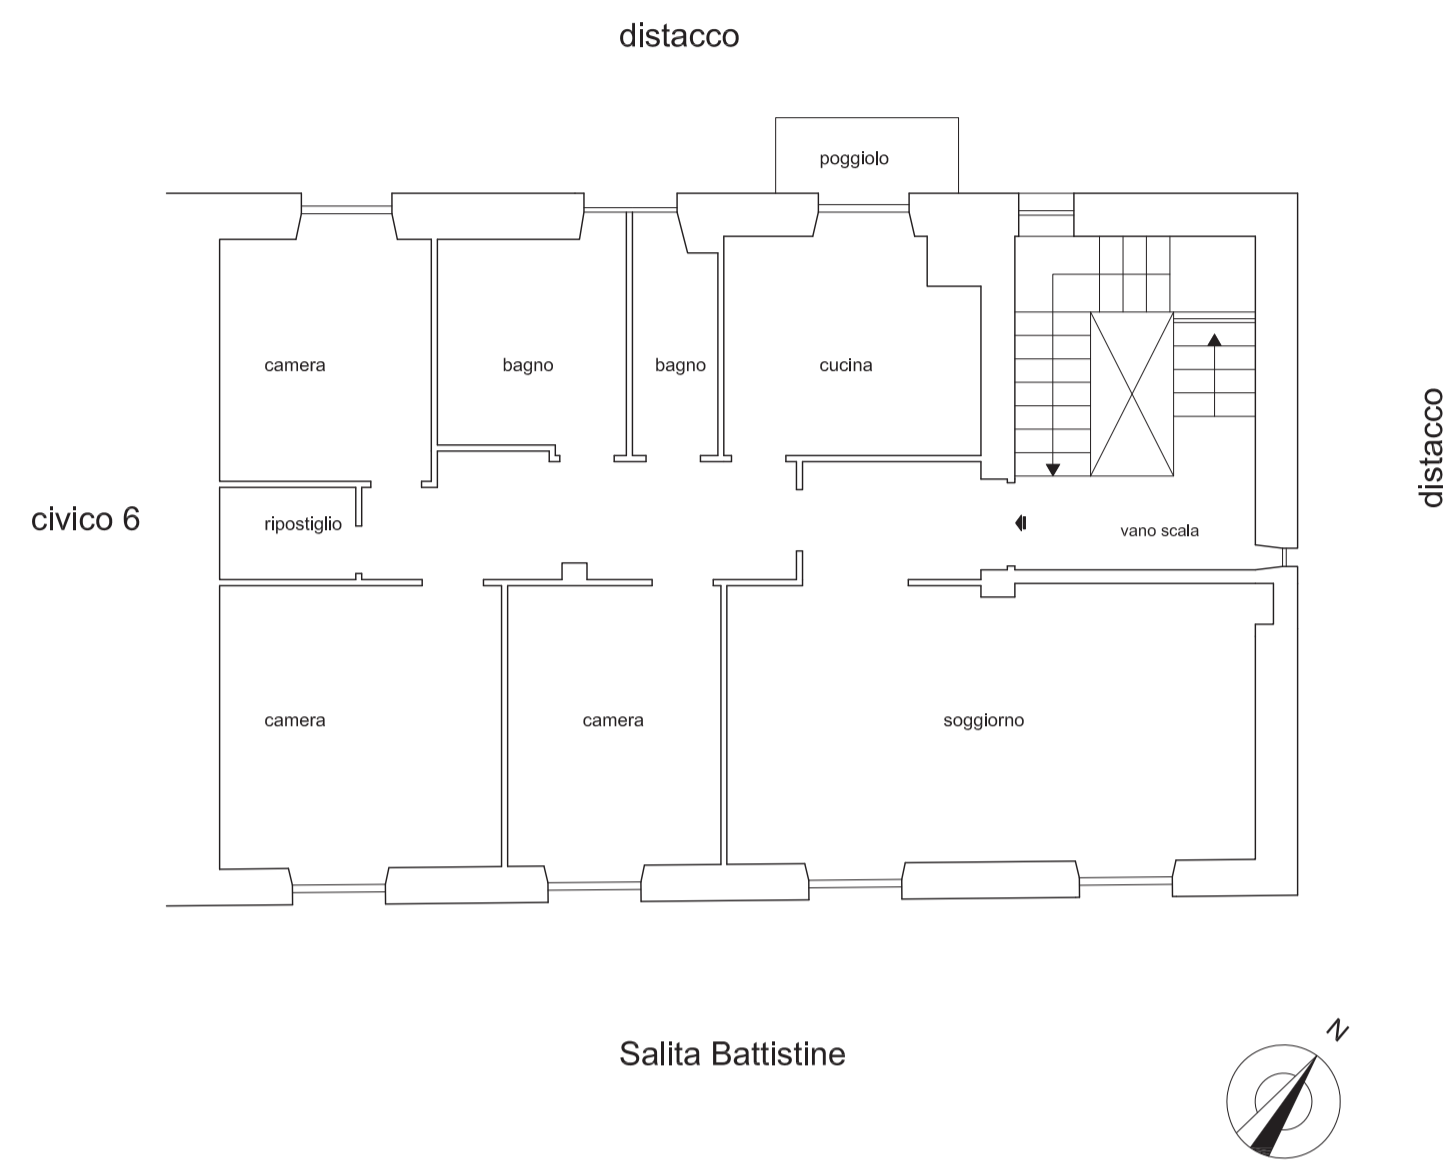 distacco
poggiolo
camera
bagno
bagno
cucina
distacco
civico 6
ripostiglio
vano scala
camera
camera
soggiorno
Salita Battistine
N